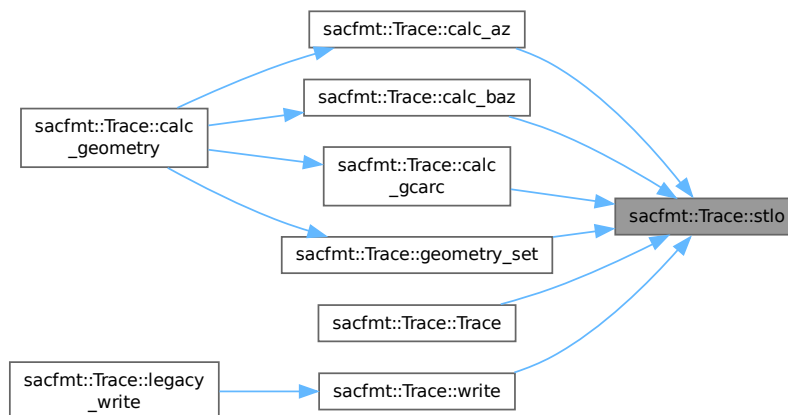 sacfmt::Trace::calc_az
sacfmt::Trace::calc_baz
sacfmt::Trace::calc
_geometry
sacfmt::Trace::calc
_gcarc
sacfmt::Trace::stlo
sacfmt::Trace::geometry_set
sacfmt::Trace::Trace
sacfmt::Trace::legacy
_write
sacfmt::Trace::write